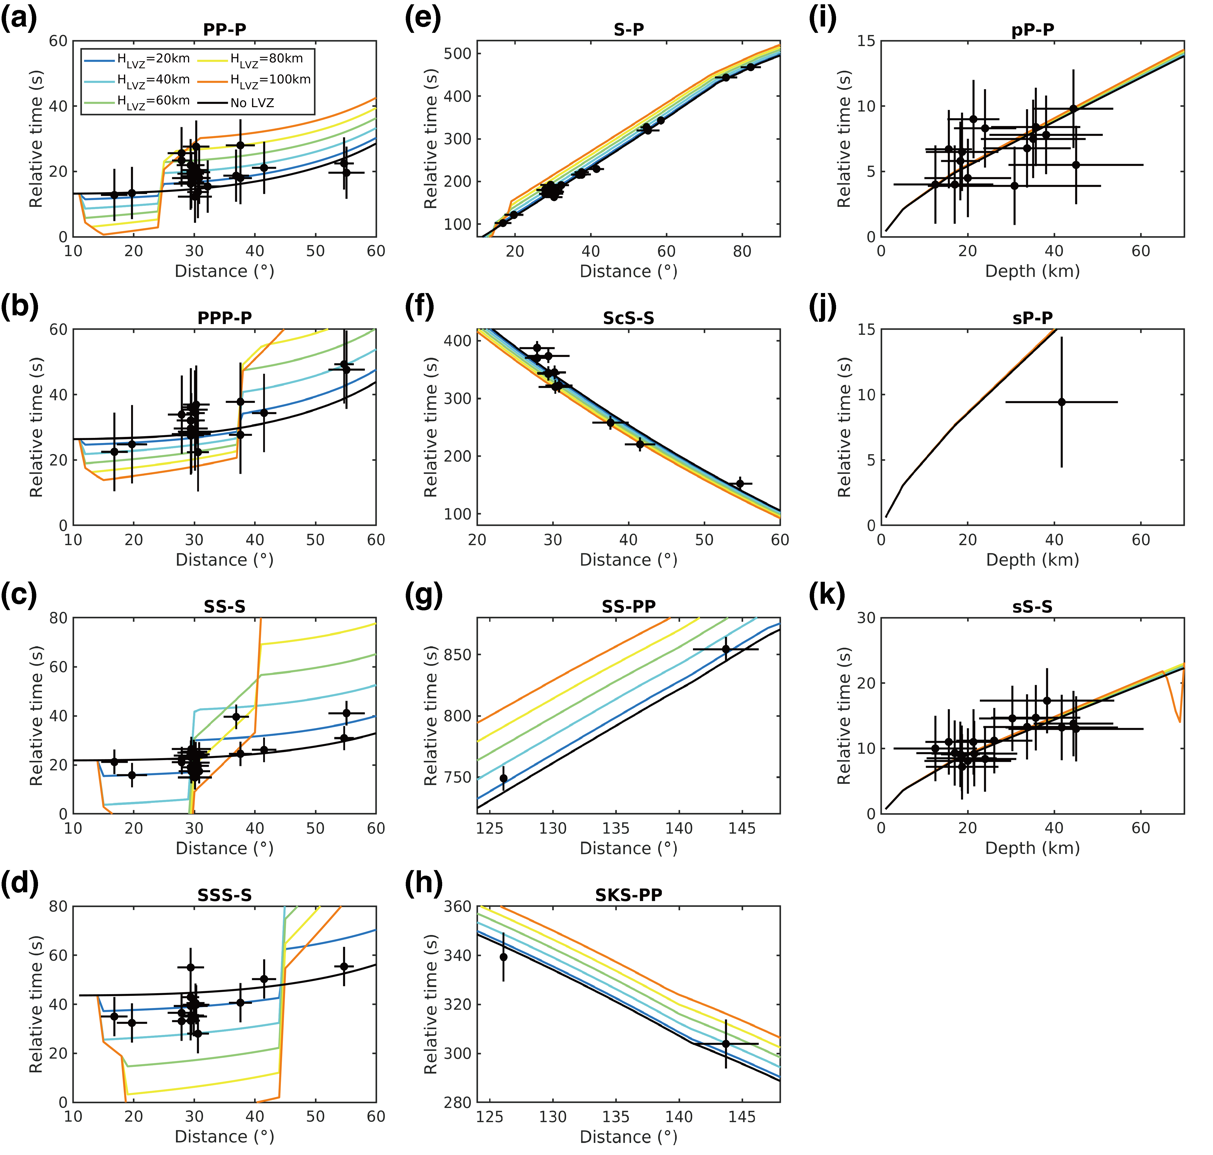 (a)
PP-P
60
40
20
0
10 20 30 40 50 60
Relative time (s)
Distance (°)
H_LVZ=20km
H_LVZ=40km
H_LVZ=60km
H_LVZ=80km
H_LVZ=100km
No LVZ
(e)
S-P
500
400
300
200
100
20 40 60 80
Relative time (s)
Distance (°)
(i)
pP-P
15
10
5
0
0 20 40 60
Relative time (s)
Depth (km)
(b)
PPP-P
60
40
20
0
10 20 30 40 50 60
Relative time (s)
Distance (°)
(f)
ScS-S
400
300
200
100
20 30 40 50 60
Relative time (s)
Distance (°)
(j)
sP-P
15
10
5
0
0 20 40 60
Relative time (s)
Depth (km)
(c)
SS-S
80
60
40
20
0
10 20 30 40 50 60
Relative time (s)
Distance (°)
(g)
SS-PP
850
800
750
125 130 135 140 145
Relative time (s)
Distance (°)
(k)
sS-S
30
20
10
0
0 20 40 60
Relative time (s)
Depth (km)
(d)
SSS-S
80
60
40
20
0
10 20 30 40 50 60
Relative time (s)
Distance (°)
(h)
SKS-PP
360
340
320
300
280
125 130 135 140 145
Relative time (s)
Distance (°)